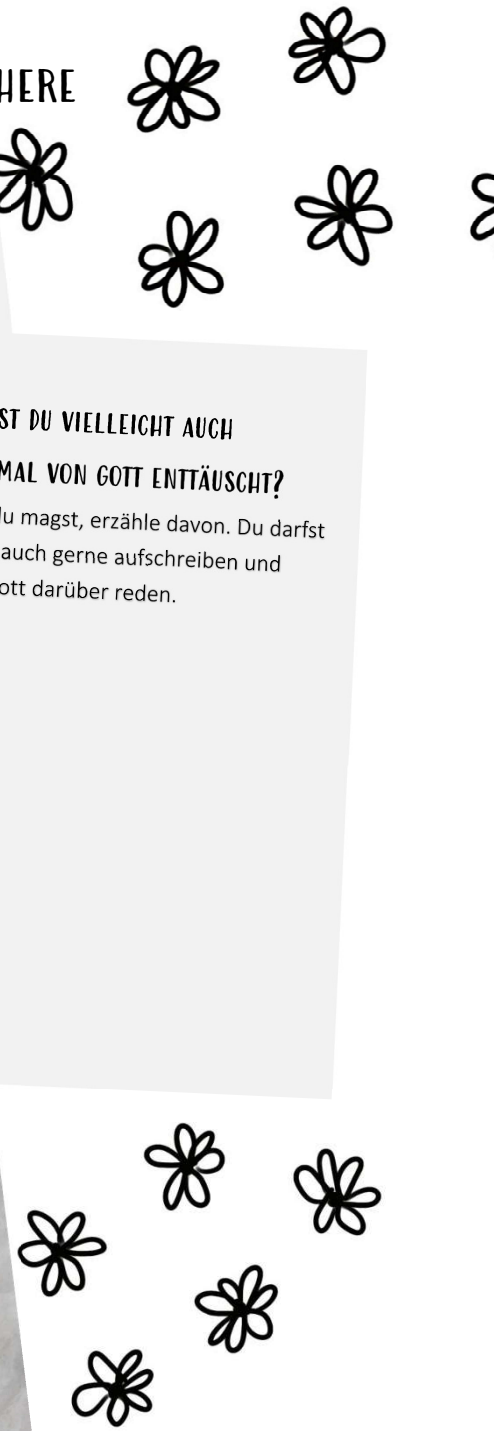 HERE
ST DU VIELLEICHT AUCH
MAL VON GOTT ENTTÄUSCHT?
du magst, erzähle davon. Du darfst
auch gerne aufschreiben und
ott darüber reden.